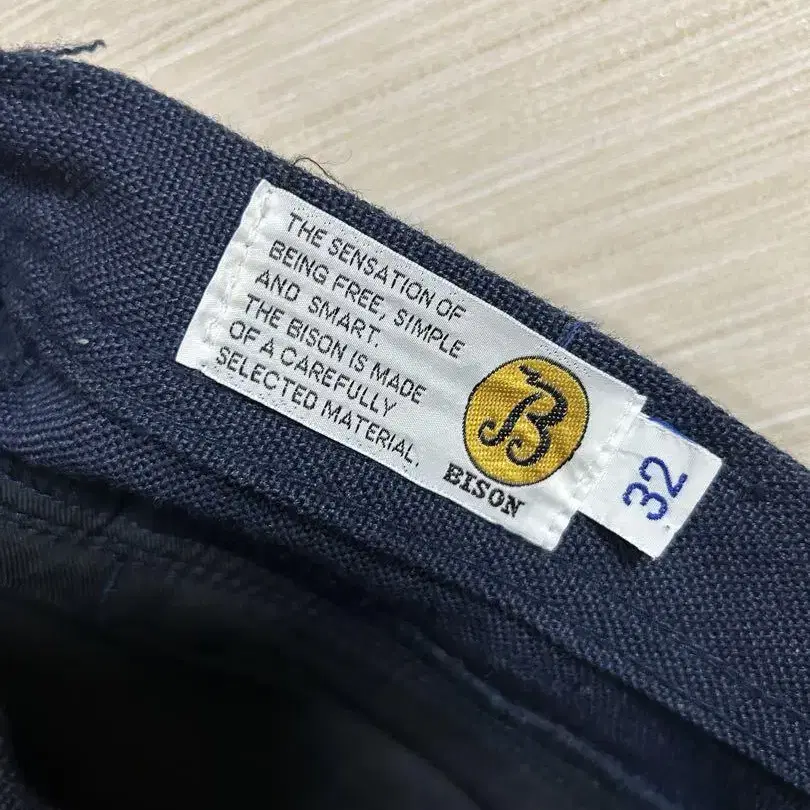 THE SENSATION OF
BEING FREE, SIMPLE
AND SMART.
THE BISON IS MADE
OF A CAREFULLY
SELECTED MATERIAL.
B
BISON
32